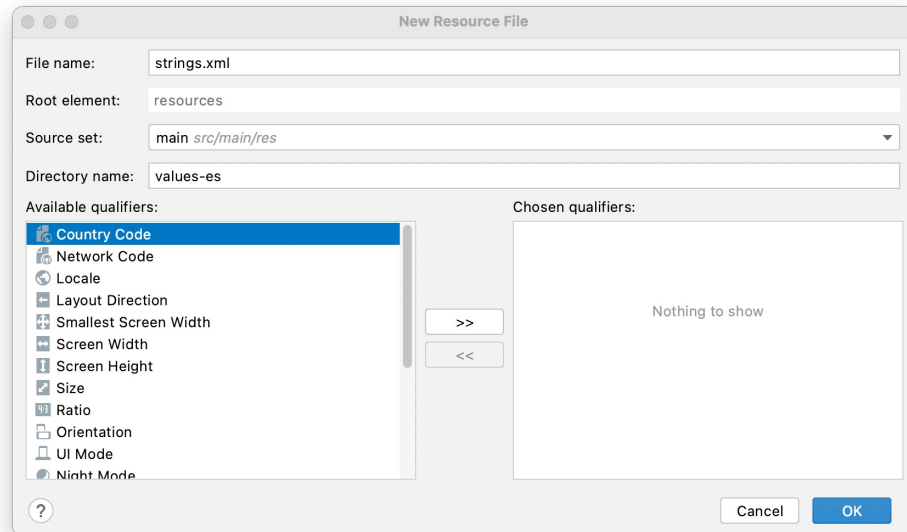 New Resource File
File name: strings.xml
Root element: resources
Source set: main src/main/res
Directory name: values-es
Available qualifiers:
Chosen qualifiers:
Country Code
Network Code
Locale
Layout Direction
Smallest Screen Width
Screen Width
Screen Height
Size
Ratio
Orientation
UI Mode
Night Mode
>>
<<
Nothing to show
?
Cancel
OK